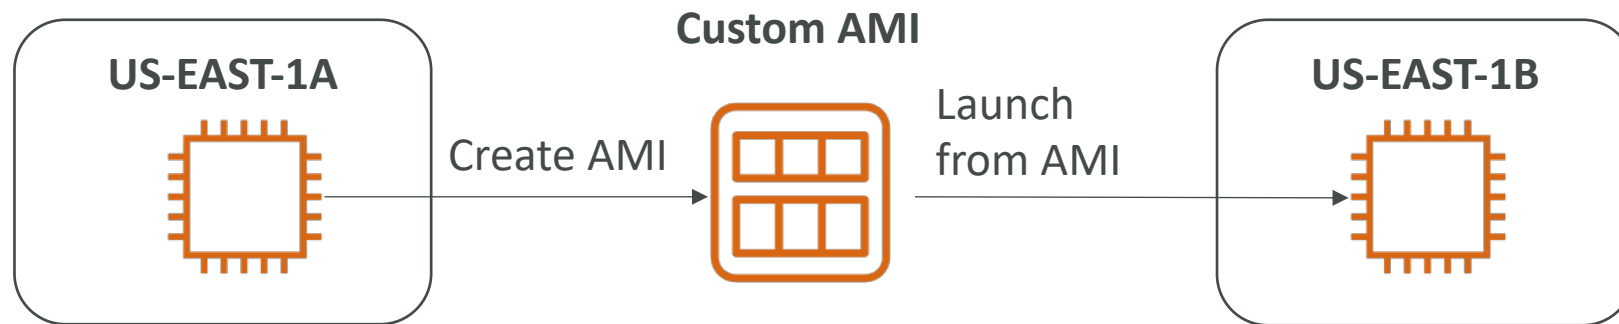 Custom AMI
US-EAST-1A
Create AMI
Launch
from AMI
US-EAST-1B